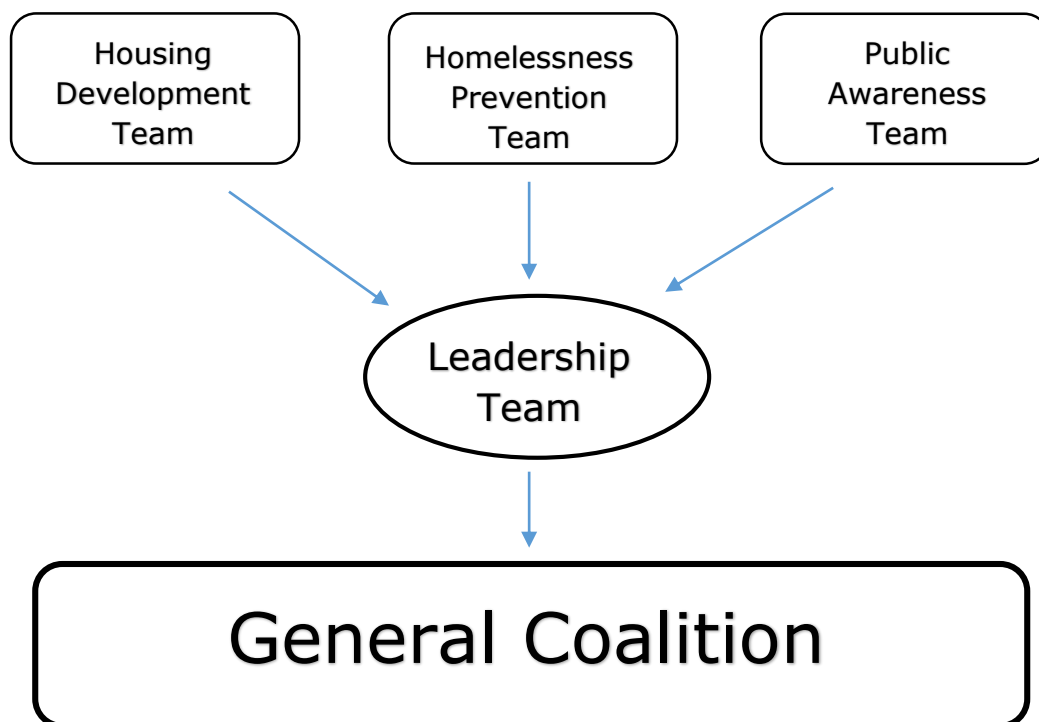 Housing
Development
Team
Homelessness
Prevention
Team
Public
Awareness
Team
Leadership
Team
General Coalition